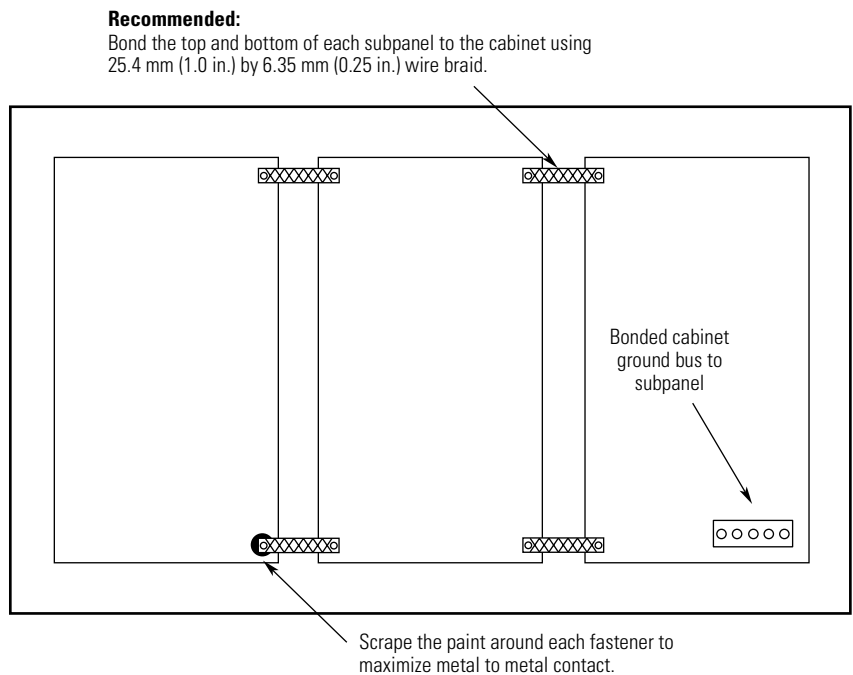 Recommended:
Bond the top and bottom of each subpanel to the cabinet using
25.4 mm (1.0 in.) by 6.35 mm (0.25 in.) wire braid.
Bonded cabinet
ground bus to
subpanel
Scrape the paint around each fastener to
maximize metal to metal contact.